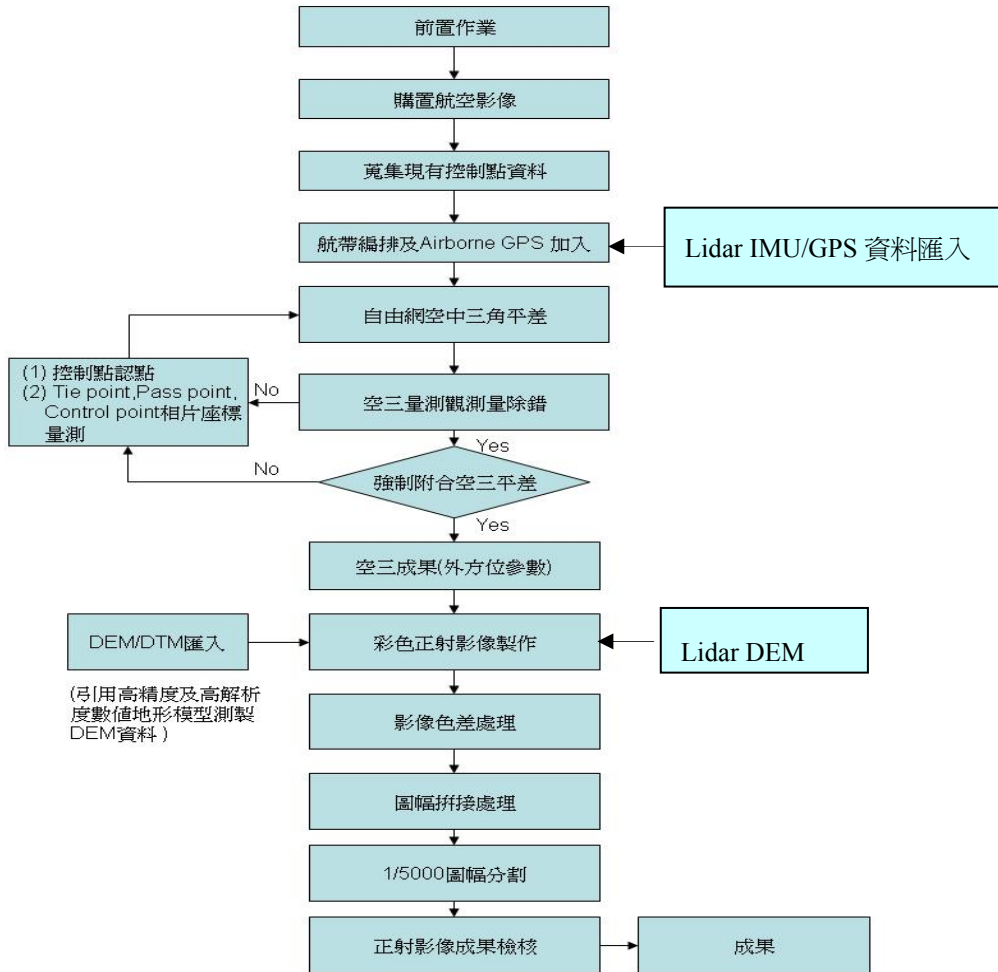 前置作業
購置航空影像
蒐集現有控制點資料
航帶編排及Airborne GPS 加入
Lidar IMU/GPS 資料匯入
自由網空中三角平差
(1) 控制點認點
(2) Tie point,Pass point,
Control point相片座標
量測
No
空三量測觀測量除錯
Yes
No
強制附合空三平差
Yes
空三成果(外方位參數)
DEM/DTM匯入
彩色正射影像製作
Lidar DEM
(引用高精度及高解析
度數值地形模型測製
DEM資料 )
影像色差處理
圖幅拼接處理
1/5000圖幅分割
正射影像成果檢核
成果